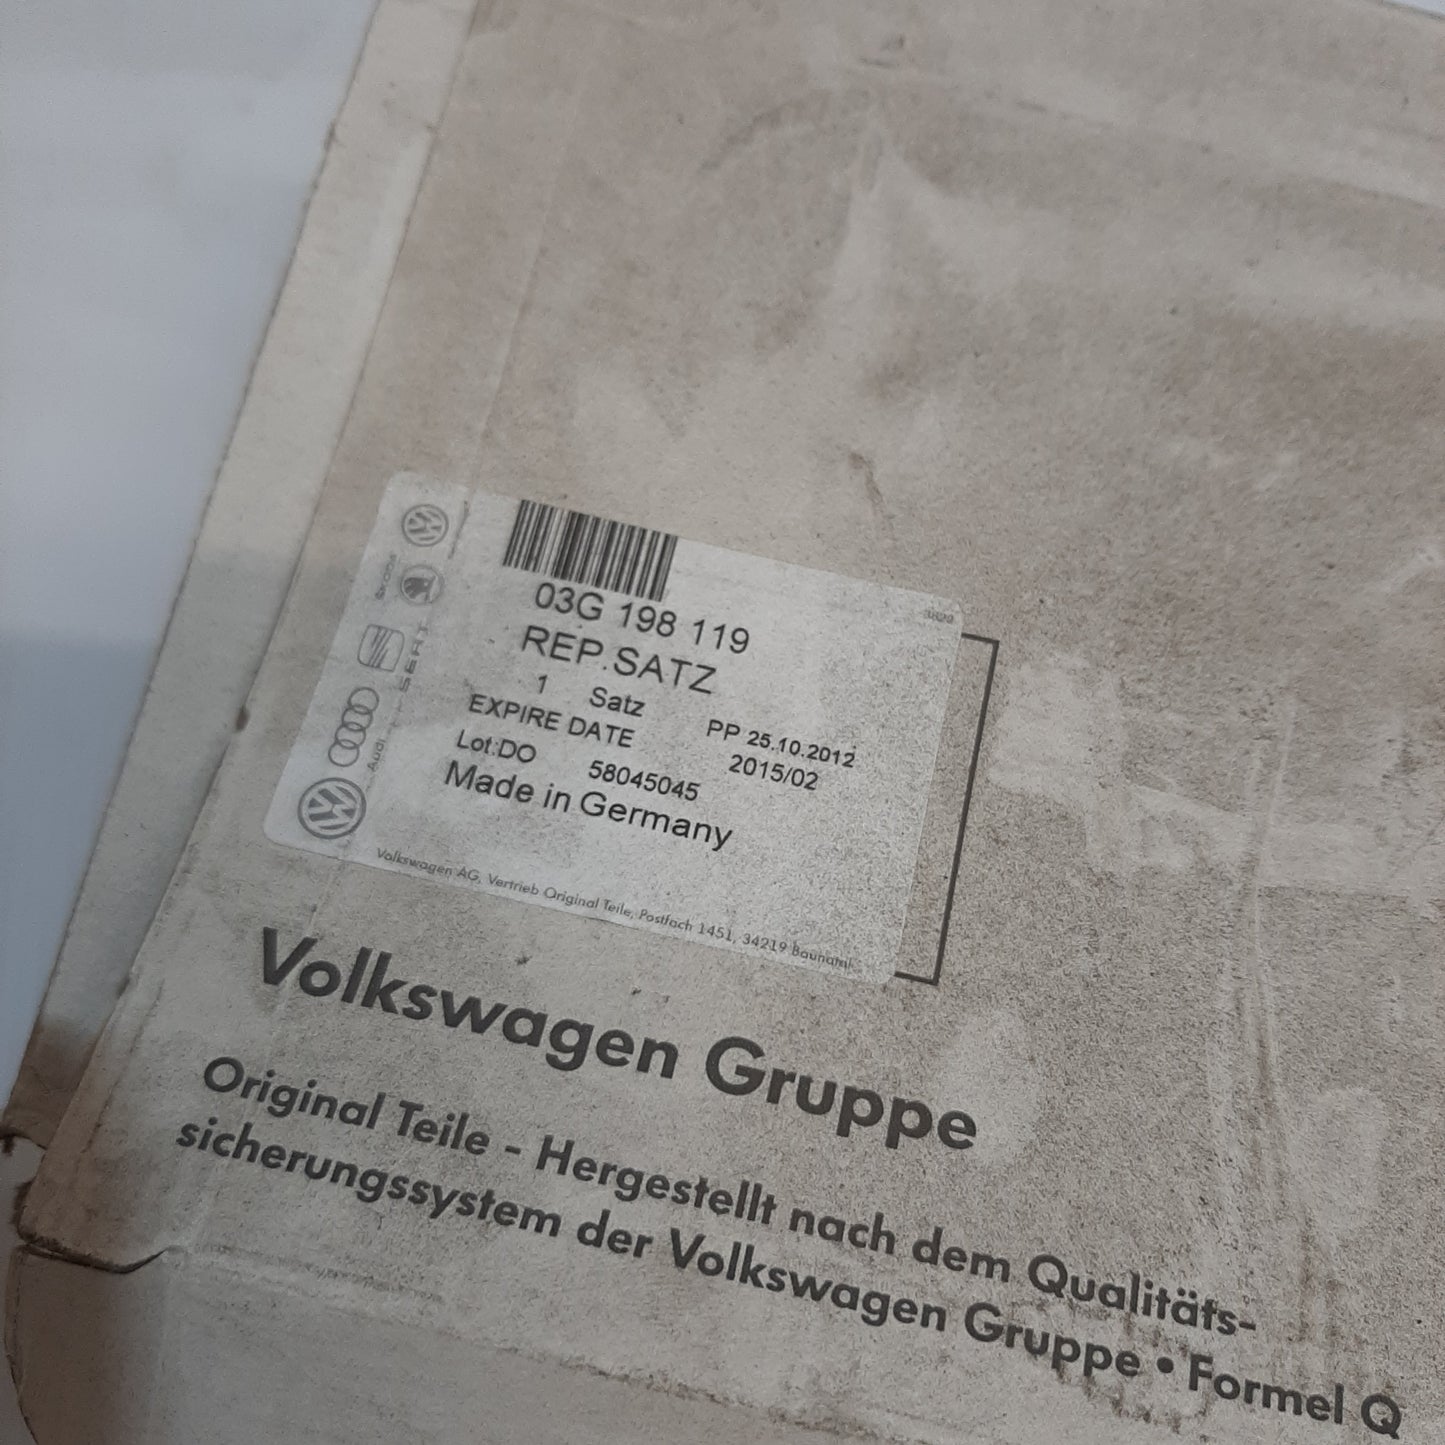 03G 198 119
REP.SATZ
1 Satz PP 25.10.2012
EXPIRE DATE 2015/02
Lot:DO 58045045
Made in Germany
SKODA
SEAT
Audi
Volkswagen AG, Vertrieb Original Teile, Postfach 1451, 34219 Baunatal
Volkswagen Gruppe
Original Teile - Hergestellt nach dem Qualitäts-
sicherungssystem der Volkswagen Gruppe • Formel Q